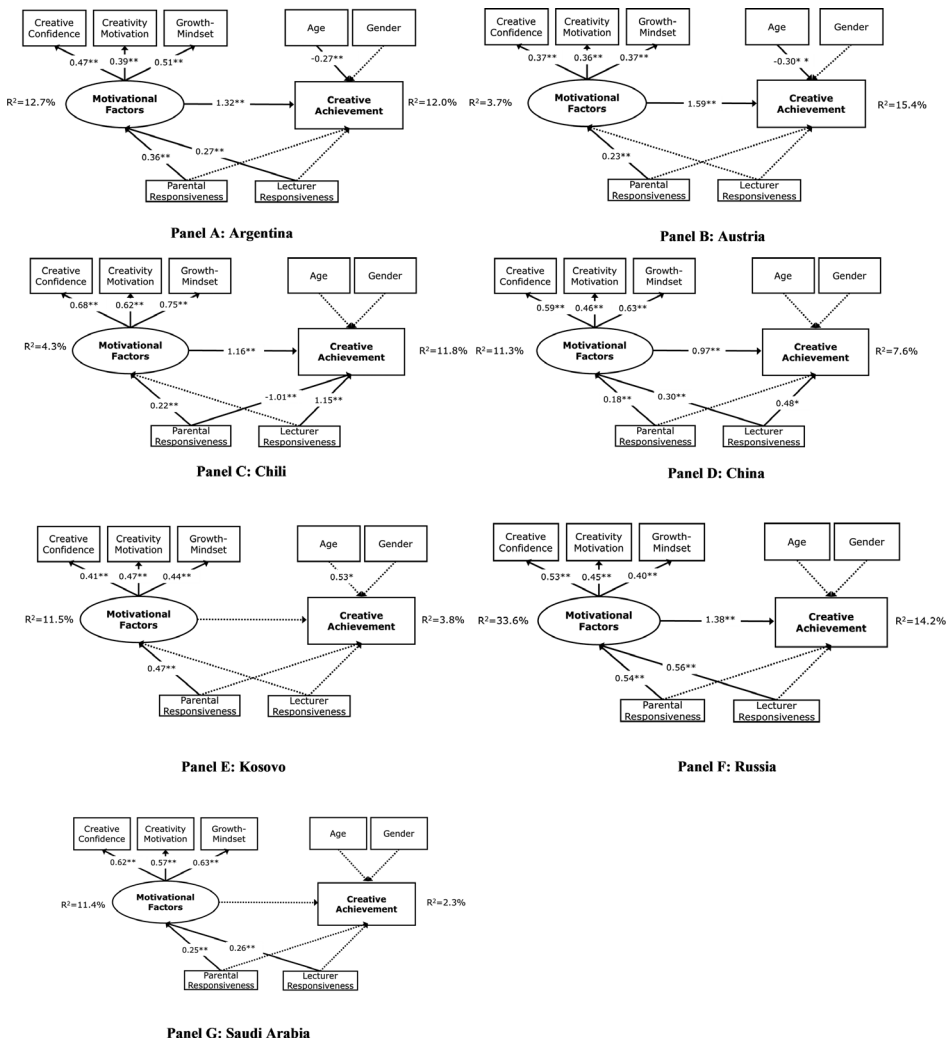 Creative
Confidence
Creativity
Motivation
Growth-
Mindset
Age
Gender
0.47**
0.39**
0.51**
-0.27**
R²=12.7%
Motivational
Factors
1.32**
Creative
Achievement
R²=12.0%
0.36**
0.27**
Parental
Responsiveness
Lecturer
Responsiveness
Panel A: Argentina
Creative
Confidence
Creativity
Motivation
Growth-
Mindset
Age
Gender
0.37**
0.36**
0.37**
-0.30* *
R²=3.7%
Motivational
Factors
1.59**
Creative
Achievement
R²=15.4%
0.23**
Parental
Responsiveness
Lecturer
Responsiveness
Panel B: Austria
Creative
Confidence
Creativity
Motivation
Growth-
Mindset
Age
Gender
0.68**
0.62**
0.75**
R²=4.3%
Motivational
Factors
1.16**
Creative
Achievement
R²=11.8%
0.22**
-1.01**
1.15**
Parental
Responsiveness
Lecturer
Responsiveness
Panel C: Chili
Creative
Confidence
Creativity
Motivation
Growth-
Mindset
Age
Gender
0.59**
0.46**
0.63**
R²=11.3%
Motivational
Factors
0.97**
Creative
Achievement
R²=7.6%
0.18**
0.30**
0.48*
Parental
Responsiveness
Lecturer
Responsiveness
Panel D: China
Creative
Confidence
Creativity
Motivation
Growth-
Mindset
Age
Gender
0.41**
0.47**
0.44**
0.53*
R²=11.5%
Motivational
Factors
Creative
Achievement
R²=3.8%
0.47**
Parental
Responsiveness
Lecturer
Responsiveness
Panel E: Kosovo
Creative
Confidence
Creativity
Motivation
Growth-
Mindset
Age
Gender
0.53**
0.45**
0.40**
R²=33.6%
Motivational
Factors
1.38**
Creative
Achievement
R²=14.2%
0.54**
0.56**
Parental
Responsiveness
Lecturer
Responsiveness
Panel F: Russia
Creative
Confidence
Creativity
Motivation
Growth-
Mindset
Age
Gender
0.62**
0.57**
0.63**
R²=11.4%
Motivational
Factors
Creative
Achievement
R²=2.3%
0.25**
0.26**
Parental
Responsiveness
Lecturer
Responsiveness
Panel G: Saudi Arabia